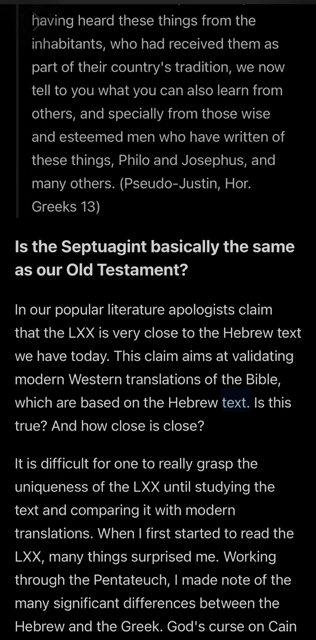 having heard these things from the
inhabitants, who had received them as
part of their country's tradition, we now
tell to you what you can also learn from
others, and specially from those wise
and esteemed men who have written of
these things, Philo and Josephus, and
many others. (Pseudo-Justin, Hor.
Greeks 13)
Is the Septuagint basically the same
as our Old Testament?
In our popular literature apologists claim
that the LXX is very close to the Hebrew text
we have today. This claim aims at validating
modern Western translations of the Bible,
which are based on the Hebrew text. Is this
true? And how close is close?
It is difficult for one to really grasp the
uniqueness of the LXX until studying the
text and comparing it with modern
translations. When I first started to read the
LXX, many things surprised me. Working
through the Pentateuch, I made note of the
many significant differences between the
Hebrew and the Greek. God's curse on Cain